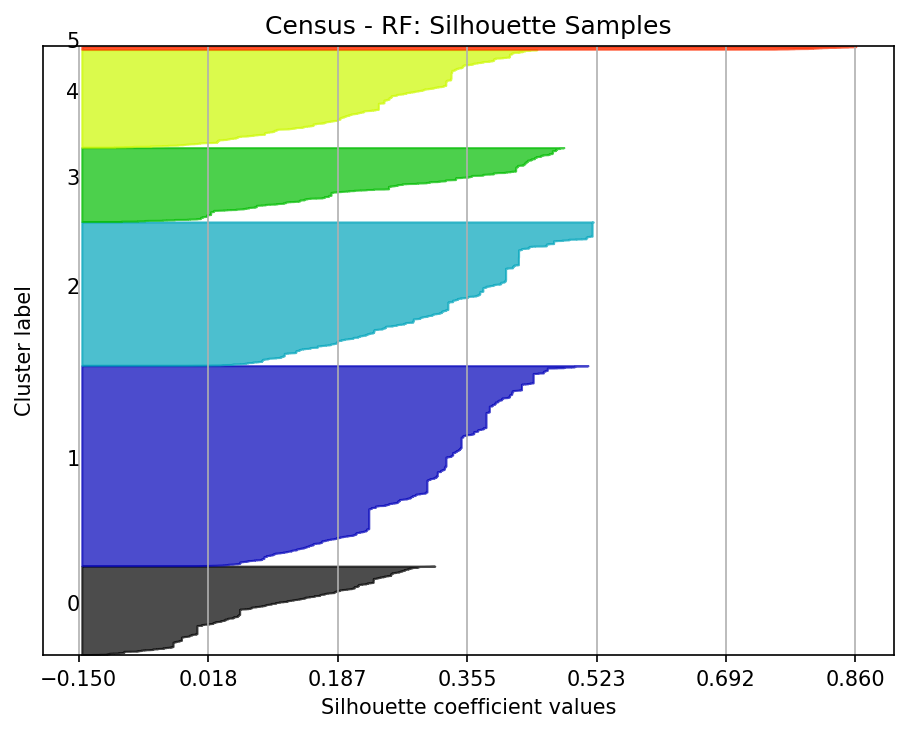 Census - RF: Silhouette Samples
5
4
3
2
1
0
Cluster label
−0.150 0.018 0.187 0.355 0.523 0.692 0.860
Silhouette coefficient values